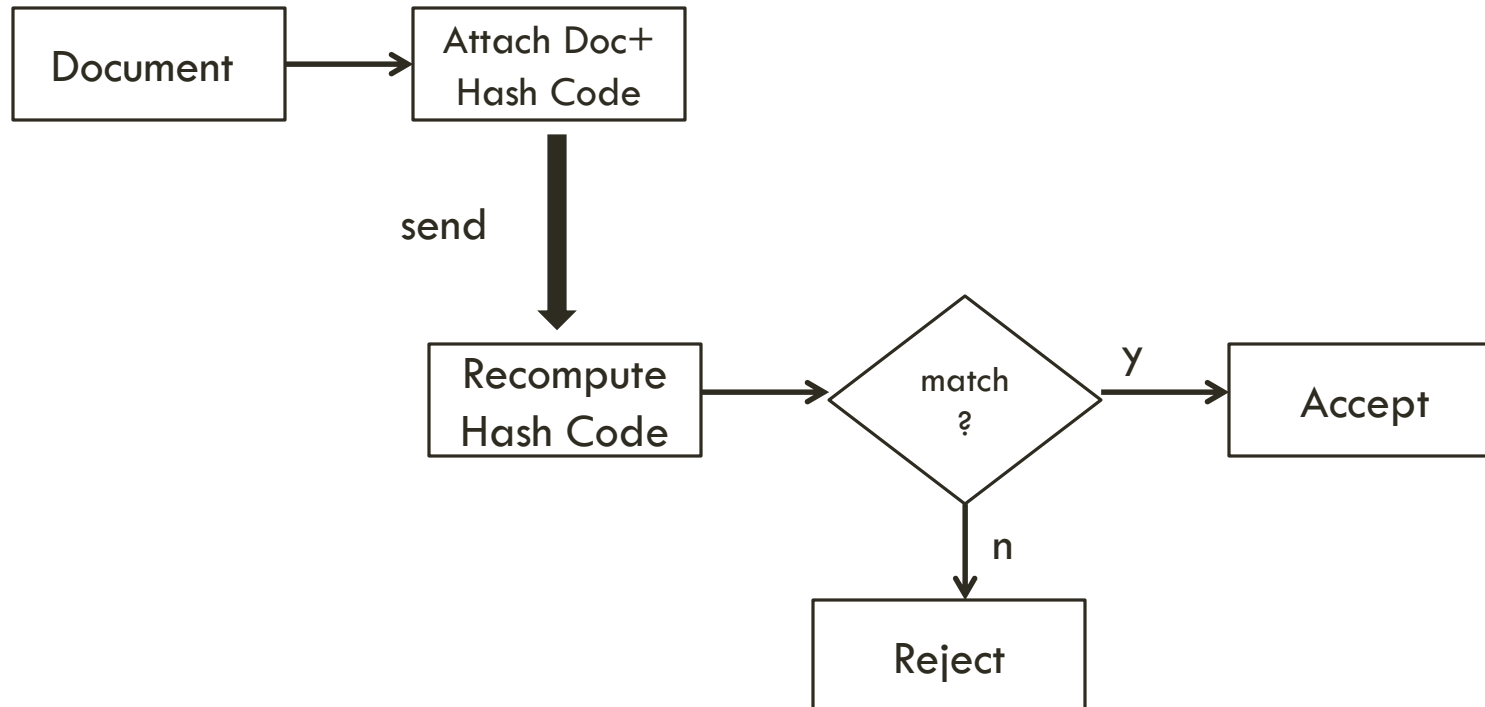 Document
Attach Doc+
Hash Code
send
Recompute
Hash Code
match
?
y
Accept
n
Reject